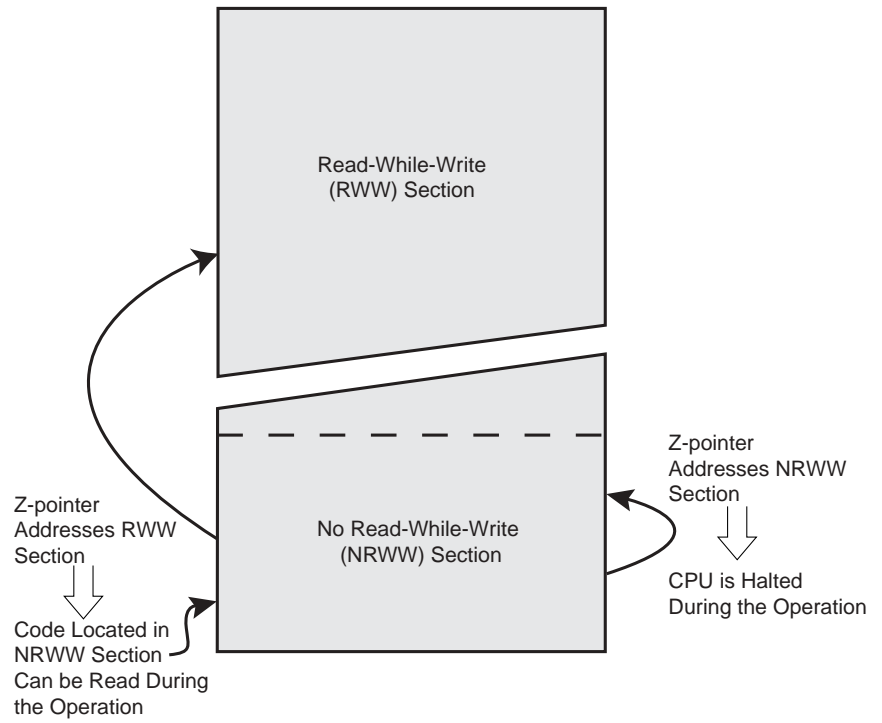 Read-While-Write
(RWW) Section
Z-pointer
Addresses NRWW
Section
CPU is Halted
During the Operation
No Read-While-Write
(NRWW) Section
Z-pointer
Addresses RWW
Section
Code Located in
NRWW Section
Can be Read During
the Operation